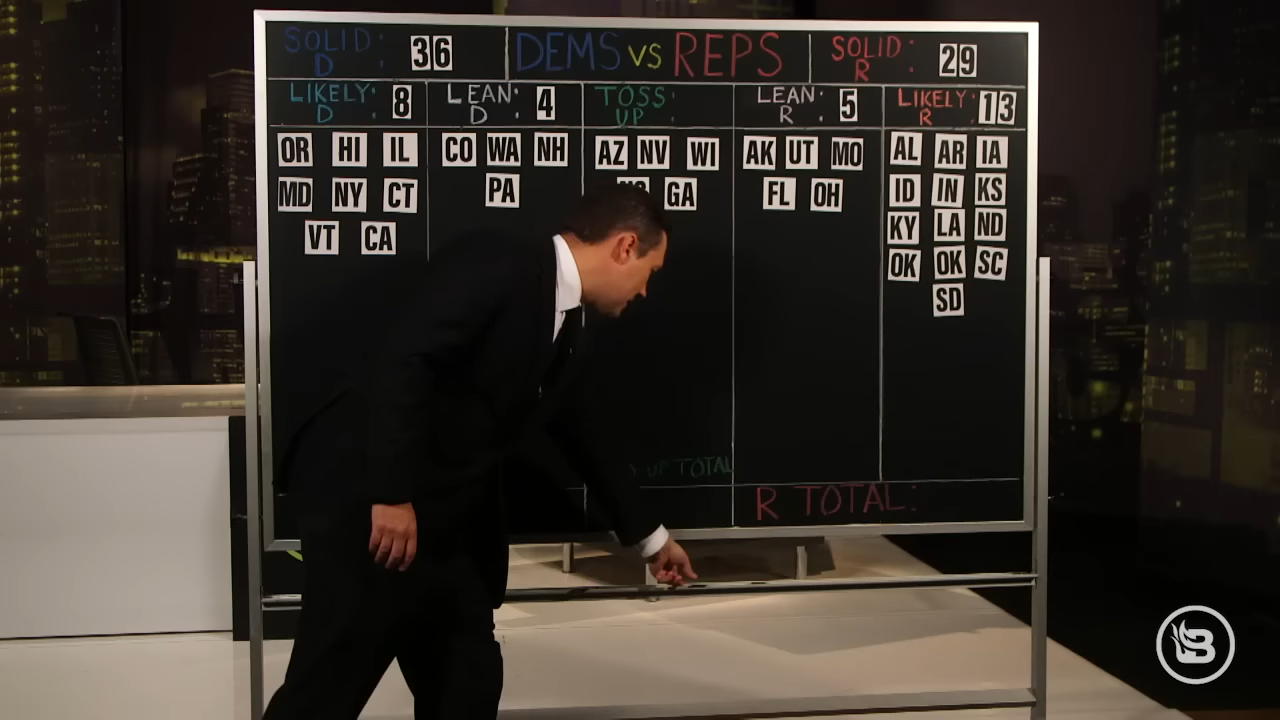 SOLID: D : 36 DEMS VS REPS SOLID: R : 29
LIKELY: D : 8 LEAN: D : 4 TOSS: UP : LEAN: R . 5 LIKELY: R : 13
OR HI IL CO WA NH AZ NV WI AK UT MO AL AR IA
MD NY CT PA GA FL OH ID IN KS
VT CA KY LA ND
OK OK SC
SD
UP TOTAL
R TOTAL:
B